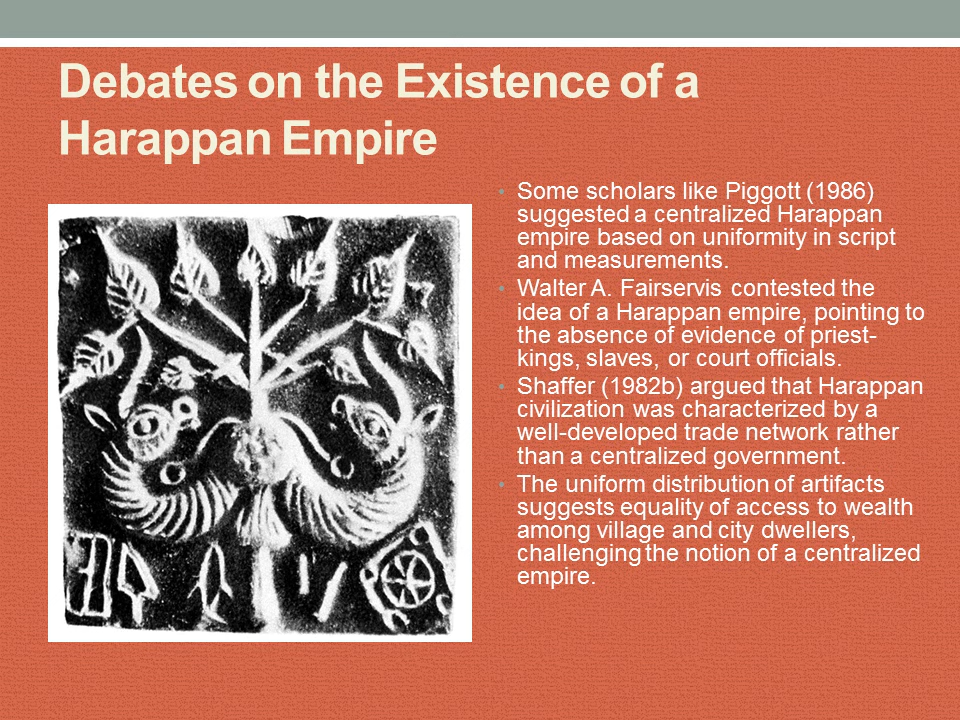 Debates on the Existence of a
Harappan Empire
• Some scholars like Piggott (1986)
suggested a centralized Harappan
empire based on uniformity in script
and measurements.
• Walter A. Fairservis contested the
idea of a Harappan empire, pointing to
the absence of evidence of priest-
kings, slaves, or court officials.
• Shaffer (1982b) argued that Harappan
civilization was characterized by a
well-developed trade network rather
than a centralized government.
• The uniform distribution of artifacts
suggests equality of access to wealth
among village and city dwellers,
challenging the notion of a centralized
empire.